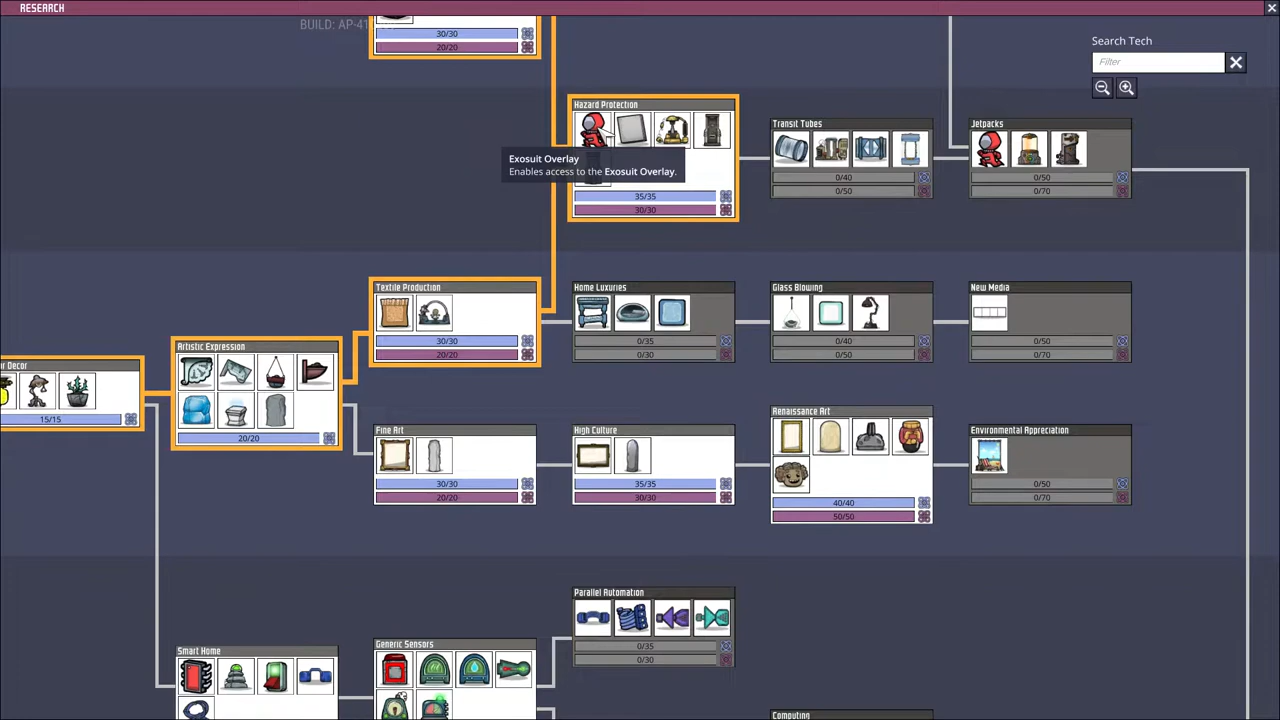 RESEARCH
BUILD: AP-41
Search Tech
Filter
30/30
20/20
Hazard Protection
Exosuit Overlay
Enables access to the Exosuit Overlay.
35/35
30/30
Transit Tubes
0/40
0/50
Jetpacks
0/50
0/70
Textile Production
30/30
20/20
Home Luxuries
0/35
0/30
Glass Blowing
0/40
0/50
New Media
0/50
0/70
r Decor
15/15
Artistic Expression
20/20
Fine Art
30/30
20/20
High Culture
35/35
30/30
Renaissance Art
40/40
50/50
Environmental Appreciation
0/50
0/70
Parallel Automation
0/35
0/30
Smart Home
Generic Sensors
Computing